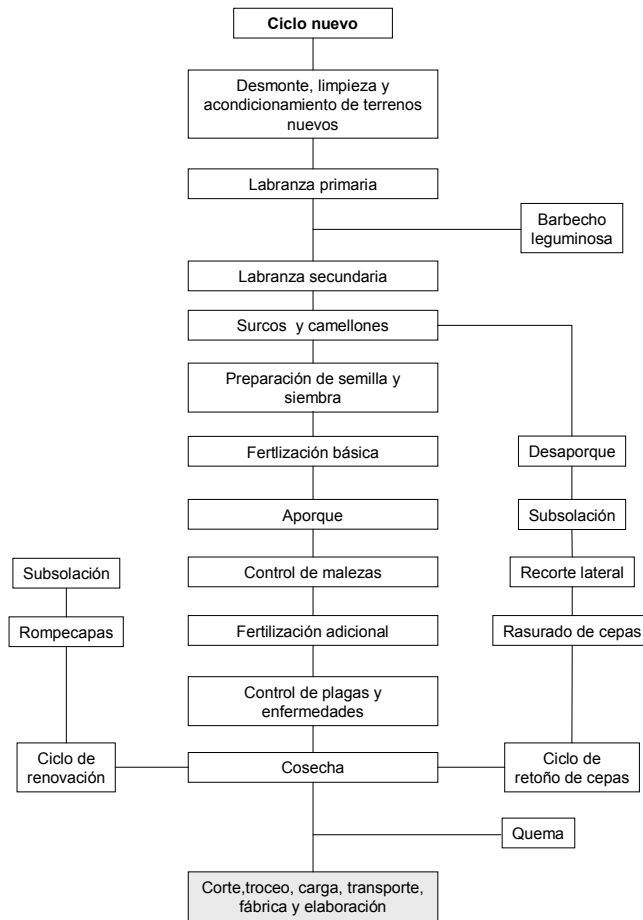 Ciclo nuevo
Desmonte, limpieza y
acondicionamiento de terrenos
nuevos
Labranza primaria
Barbecho
leguminosa
Labranza secundaria
Surcos y camellones
Preparación de semilla y
siembra
Fertlización básica
Desaporque
Aporque
Subsolación
Subsolación
Control de malezas
Recorte lateral
Rompecapas
Fertilización adicional
Rasurado de cepas
Control de plagas y
enfermedades
Ciclo de
renovación
Cosecha
Ciclo de
retoño de cepas
Quema
Corte,troceo, carga, transporte,
fábrica y elaboración